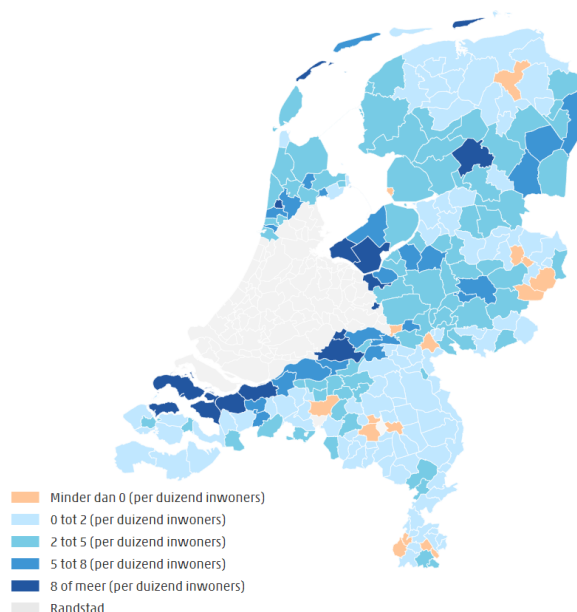 Minder dan 0 (per duizend inwoners)
0 tot 2 (per duizend inwoners)
2 tot 5 (per duizend inwoners)
5 tot 8 (per duizend inwoners)
8 of meer (per duizend inwoners)
Randstad